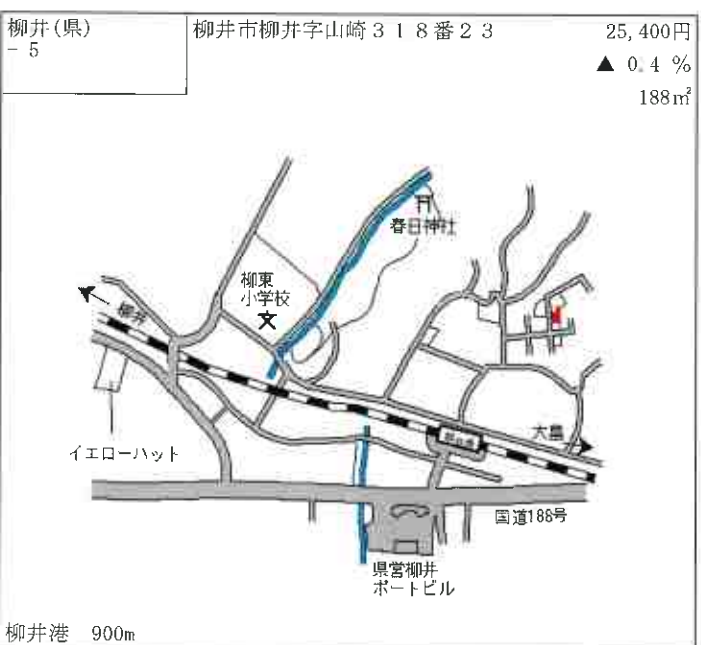 柳井(県)
- 5
柳井市柳井字山崎３１８番２３
25,400円
▲ 0.4 %
188㎡
春日神社
柳東
小学校
文
柳井
大畠
イエローハット
国道188号
県営柳井
ポートビル
柳井港 900m